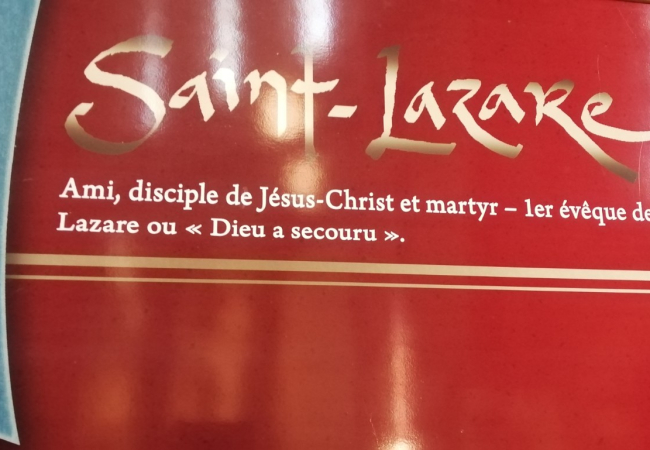 Saint-Lazare
Ami, disciple de Jésus-Christ et martyr – 1er évêque de
Lazare ou « Dieu a secouru ».